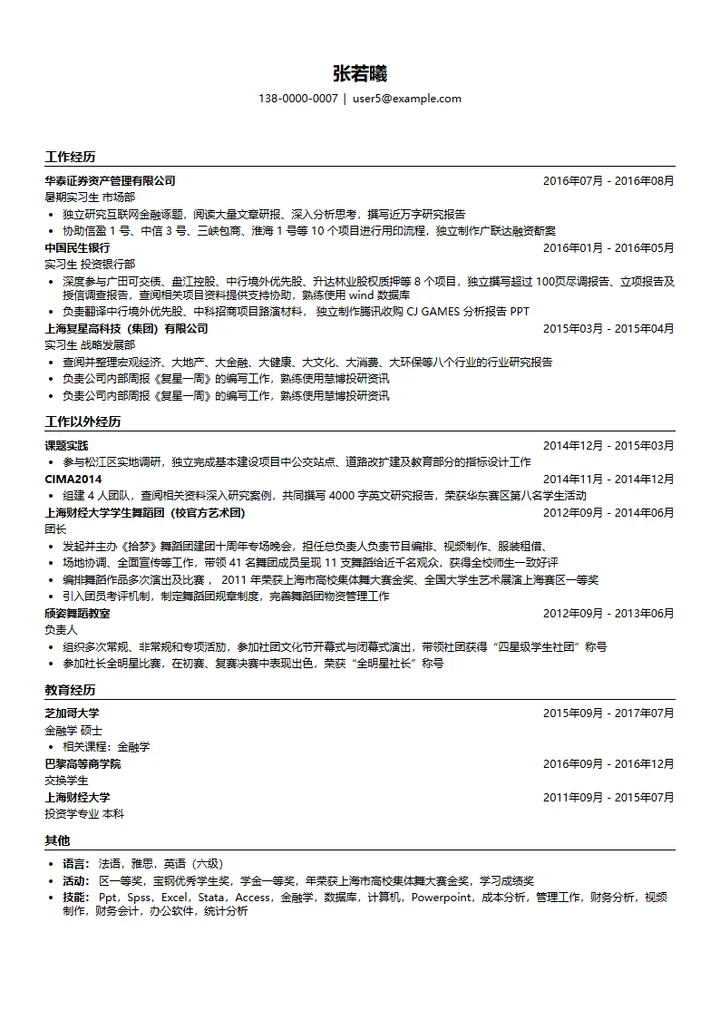 张若曦
138-0000-0007 | user5@example.com
工作经历
华泰证券资产管理有限公司 2016年07月 - 2016年08月
暑期实习生 市场部
• 独立研究互联网金融诼题，阅读大量文章研报、深入分析思考，撰写近万字研究报告
• 协助信盈 1 号、中信 3 号、三峡包商、淮海 1 号等 10 个项目进行用印流程，独立制作广联达融资新案
中国民生银行 2016年01月 - 2016年05月
实习生 投资银行部
• 深度参与广田可交债、盘江控股、中行境外优先股、升达林业股权质押等 8 个项目，独立撰写超过 100页尽调报告、立项报告及
授信调查报告，查阅相关项目资料提供支持协助，熟练使用 wind 数据库
• 负责翻译中行境外优先股、中科招商项目路演材料， 独立制作腾讯收购 CJ GAMES 分析报告 PPT
上海复星高科技（集团）有限公司 2015年03月 - 2015年04月
实习生 战略发展部
• 查阅并整理宏观经济、大地产、大金融、大健康、大文化、大消费、大环保等八个行业的行业研究报告
• 负责公司内部周报《复星一周》的编写工作，熟练使用慧博投研资讯
• 负责公司内部周报《复星一周》的编写工作，熟练使用慧博投研资讯
工作以外经历
课题实践 2014年12月 - 2015年03月
• 参与松江区实地调研，独立完成基本建设项目中公交站点、道路改扩建及教育部分的指标设计工作
CIMA2014 2014年11月 - 2014年12月
• 组建 4 人团队，查阅相关资料深入研究案例，共同撰写 4000 字英文研究报告，荣获华东赛区第八名学生活动
上海财经大学学生舞蹈团（校官方艺术团） 2012年09月 - 2014年06月
团长
• 发起并主办《拾梦》舞蹈团建团十周年专场晚会，担任总负责人负责节目编排、视频制作、服装租借、
• 场地协调、全面宣传等工作，带领 41 名舞团成员呈现 11 支舞蹈给近千名观众，获得全校师生一致好评
• 编排舞蹈作品多次演出及比赛 ， 2011 年荣获上海市高校集体舞大赛金奖、全国大学生艺术展演上海赛区一等奖
• 引入团员考评机制，制定舞蹈团规章制度，完善舞蹈团物资管理工作
颀姿舞蹈教室 2012年09月 - 2013年06月
负责人
• 组织多次常规、非常规和专项活动，参加社团文化节开幕式与闭幕式演出，带领社团获得“四星级学生社团”称号
• 参加社长全明星比赛，在初赛、复赛决赛中表现出色，荣获“全明星社长”称号
教育经历
芝加哥大学 2015年09月 - 2017年07月
金融学 硕士
• 相关课程：金融学
巴黎高等商学院 2016年09月 - 2016年12月
交换学生
上海财经大学 2011年09月 - 2015年07月
投资学专业 本科
其他
• 语言： 法语，雅思，英语（六级）
• 活动： 区一等奖，宝钢优秀学生奖，学金一等奖，年荣获上海市高校集体舞大赛金奖，学习成绩奖
• 技能： Ppt，Spss，Excel，Stata，Access，金融学，数据库，计算机，Powerpoint，成本分析，管理工作，财务分析，视频
制作，财务会计，办公软件，统计分析